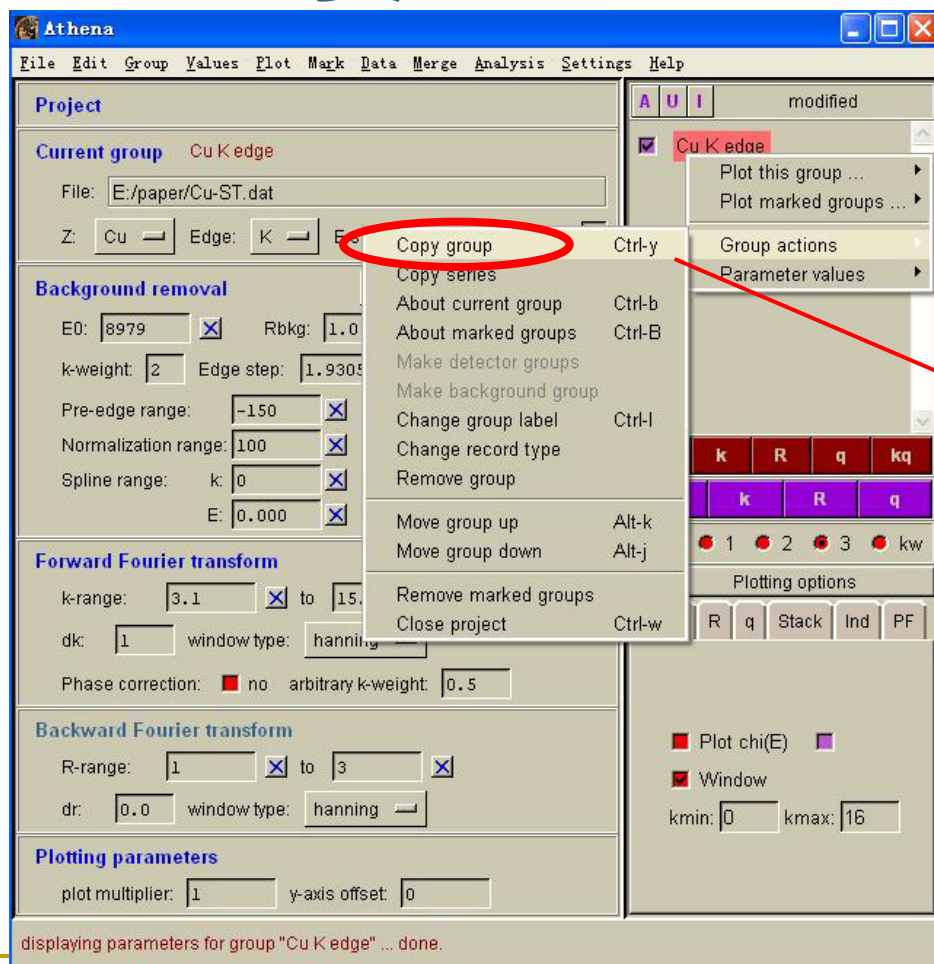 Athena
File Edit Group Values Plot Mark Data Merge Analysis Settings Help
Project
A U I modified
Current group Cu K edge
Cu K edge
File: E:/paper/Cu-ST.dat
Z: Cu Edge: K
Plot this group ...
Plot marked groups ...
Group actions
Parameter values
Copy group Ctrl-y
Copy series
About current group Ctrl-b
About marked groups Ctrl-B
Make detector groups
Make background group
Change group label Ctrl-l
Change record type
Remove group
Move group up Alt-k
Move group down Alt-j
Remove marked groups
Close project Ctrl-w
Background removal
E0: 8979 Rbkg: 1.0
k-weight: 2 Edge step: 1.9305
Pre-edge range: -150
Normalization range: 100
Spline range: k: 0
E: 0.000
Forward Fourier transform
k-range: 3.1 to 15.
dk: 1 window type: hanning
Phase correction: no arbitrary k-weight: 0.5
Backward Fourier transform
R-range: 1 to 3
dr: 0.0 window type: hanning
Plotting parameters
plot multiplier: 1 y-axis offset: 0
k R q kq
k R q
1 2 3 kw
Plotting options
R q Stack Ind PF
Plot chi(E)
Window
kmin: 0 kmax: 16
displaying parameters for group "Cu K edge" ... done.